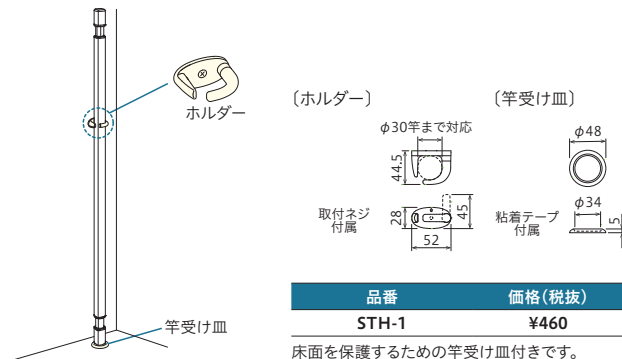 ホルダー
竿受け皿
〔ホルダー〕
φ30竿まで対応
44.5
取付ネジ
付属
28
45
52
〔竿受け皿〕
φ48
粘着テープ
付属
φ34
5
品番 価格(税抜)
STH-1 ¥460
床面を保護するための竿受け皿付きです。